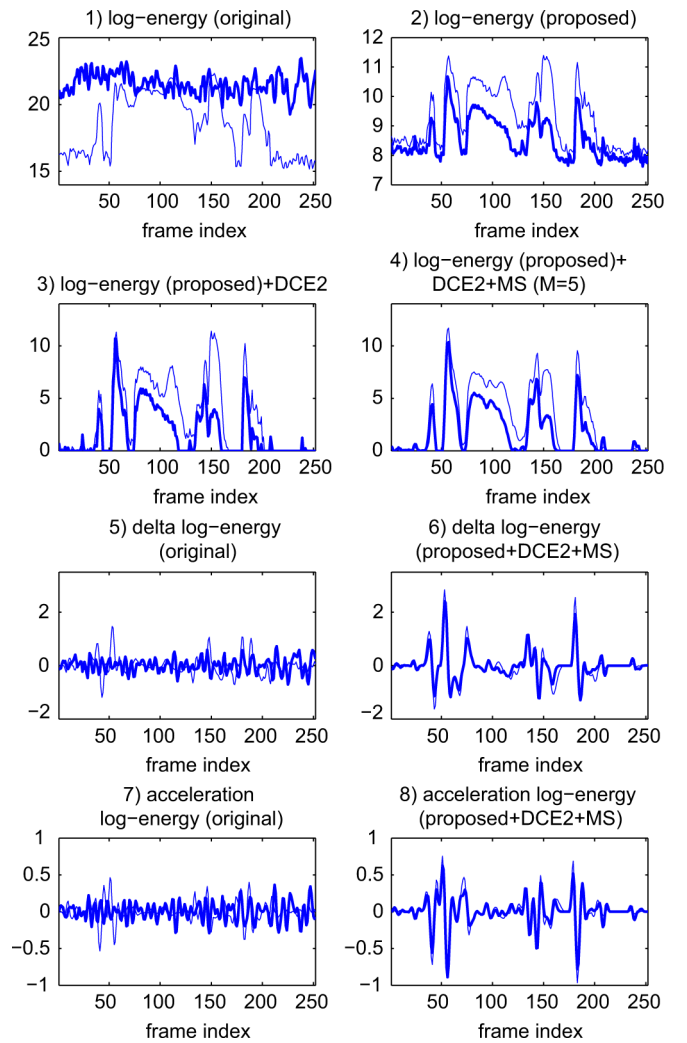 1) log−energy (original)
25
20
15
50 100 150 200 250
frame index
2) log−energy (proposed)
12
11
10
9
8
7
50 100 150 200 250
frame index
3) log−energy (proposed)+DCE2
10
5
0
50 100 150 200 250
frame index
4) log−energy (proposed)+
DCE2+MS (M=5)
10
5
0
50 100 150 200 250
frame index
5) delta log−energy
(original)
2
0
−2
50 100 150 200 250
frame index
6) delta log−energy
(proposed+DCE2+MS)
2
0
−2
50 100 150 200 250
frame index
7) acceleration
log−energy (original)
1
0.5
0
−0.5
−1
50 100 150 200 250
frame index
8) acceleration log−energy
(proposed+DCE2+MS)
1
0.5
0
−0.5
−1
50 100 150 200 250
frame index